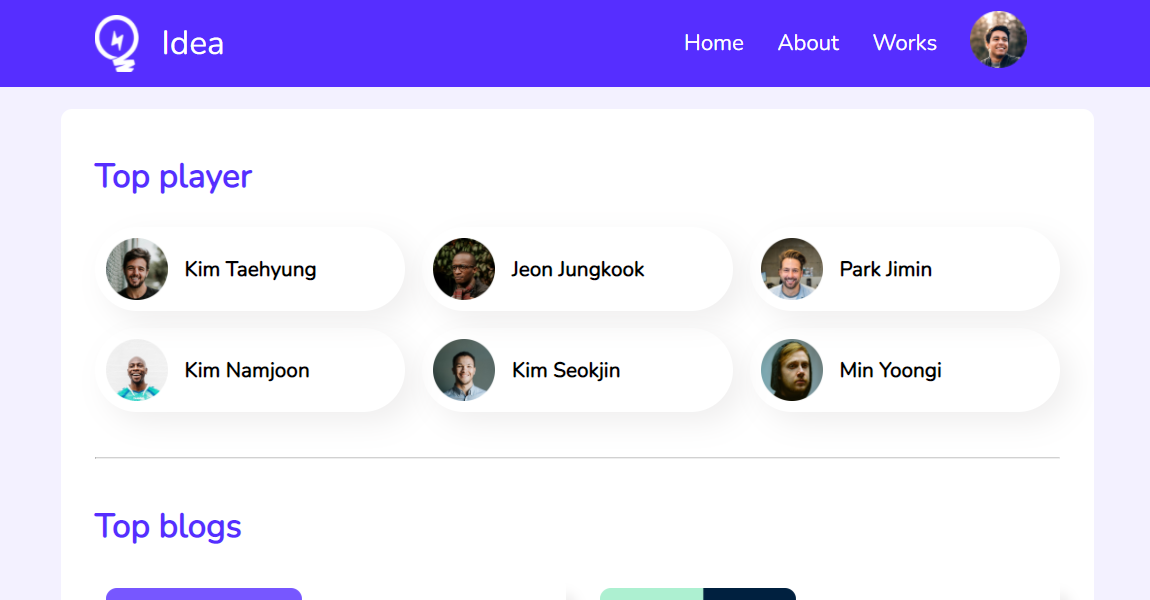 Idea
Home About Works
Top player
Kim Taehyung
Jeon Jungkook
Park Jimin
Kim Namjoon
Kim Seokjin
Min Yoongi
Top blogs